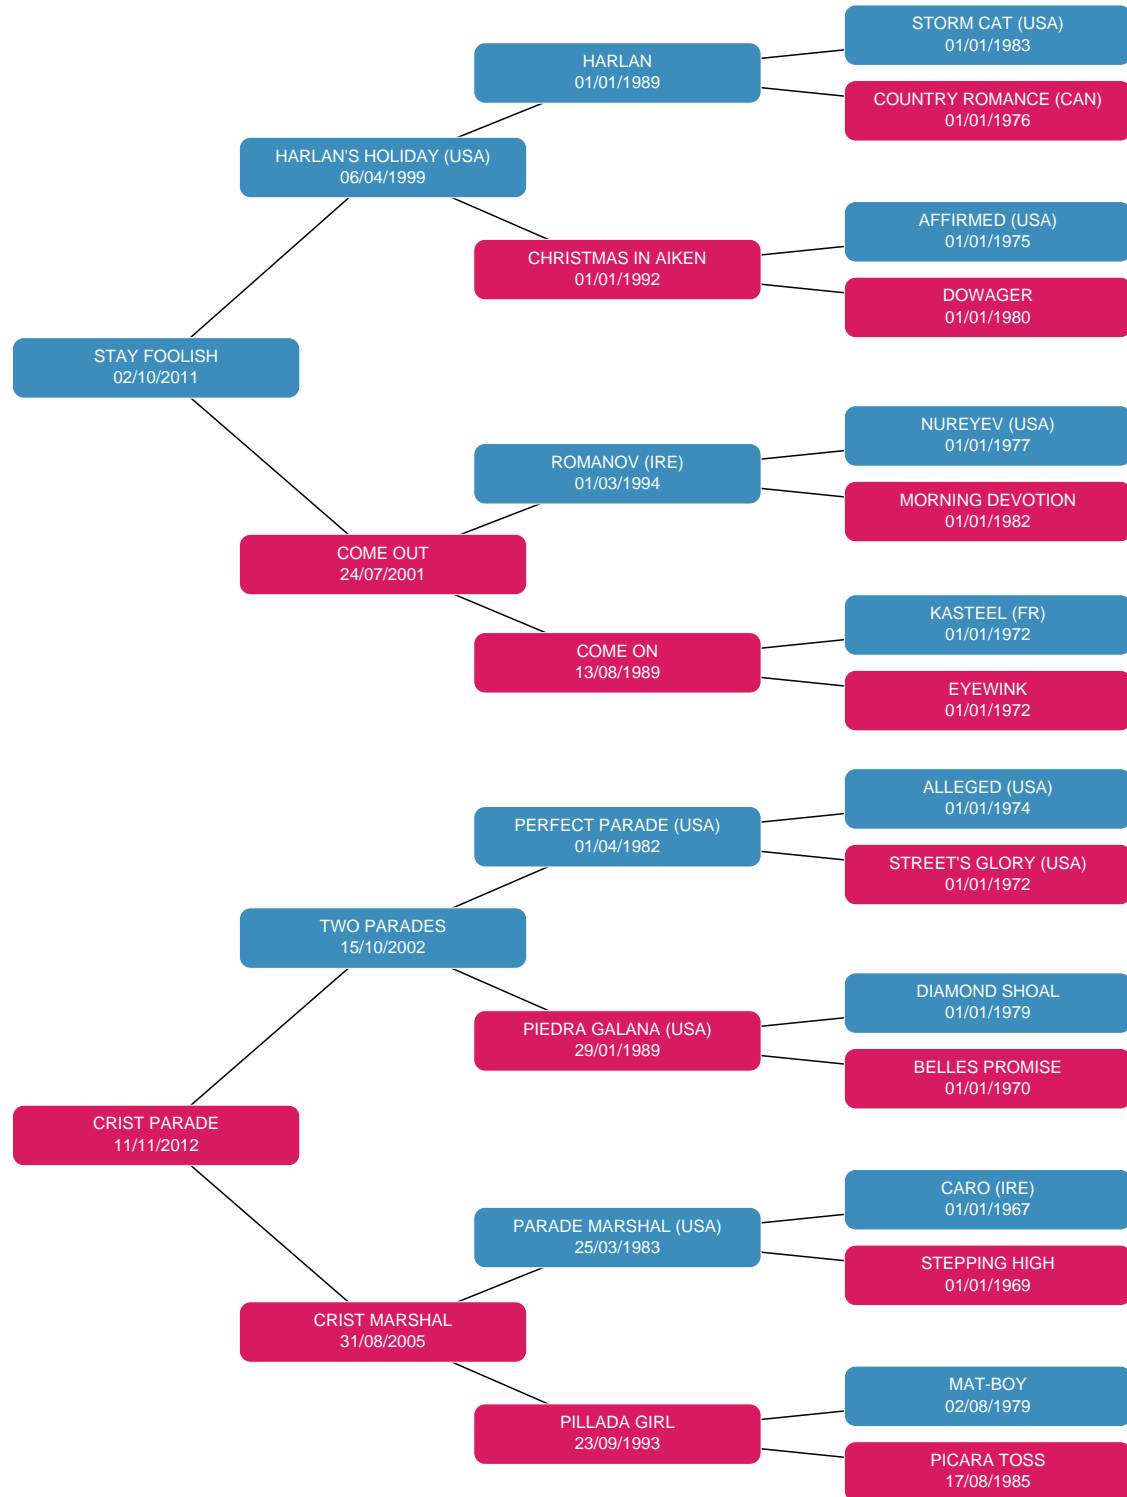 STORM CAT (USA)
01/01/1983
HARLAN
01/01/1989
COUNTRY ROMANCE (CAN)
01/01/1976
HARLAN'S HOLIDAY (USA)
06/04/1999
AFFIRMED (USA)
01/01/1975
CHRISTMAS IN AIKEN
01/01/1992
DOWAGER
01/01/1980
STAY FOOLISH
02/10/2011
NUREYEV (USA)
01/01/1977
ROMANOV (IRE)
01/03/1994
MORNING DEVOTION
01/01/1982
COME OUT
24/07/2001
KASTEEL (FR)
01/01/1972
COME ON
13/08/1989
EYEWINK
01/01/1972
ALLEGED (USA)
01/01/1974
PERFECT PARADE (USA)
01/04/1982
STREET'S GLORY (USA)
01/01/1972
TWO PARADES
15/10/2002
DIAMOND SHOAL
01/01/1979
PIEDRA GALANA (USA)
29/01/1989
BELLES PROMISE
01/01/1970
CRIST PARADE
11/11/2012
CARO (IRE)
01/01/1967
PARADE MARSHAL (USA)
25/03/1983
STEPPING HIGH
01/01/1969
CRIST MARSHAL
31/08/2005
MAT-BOY
02/08/1979
PILLADA GIRL
23/09/1993
PICARA TOSS
17/08/1985